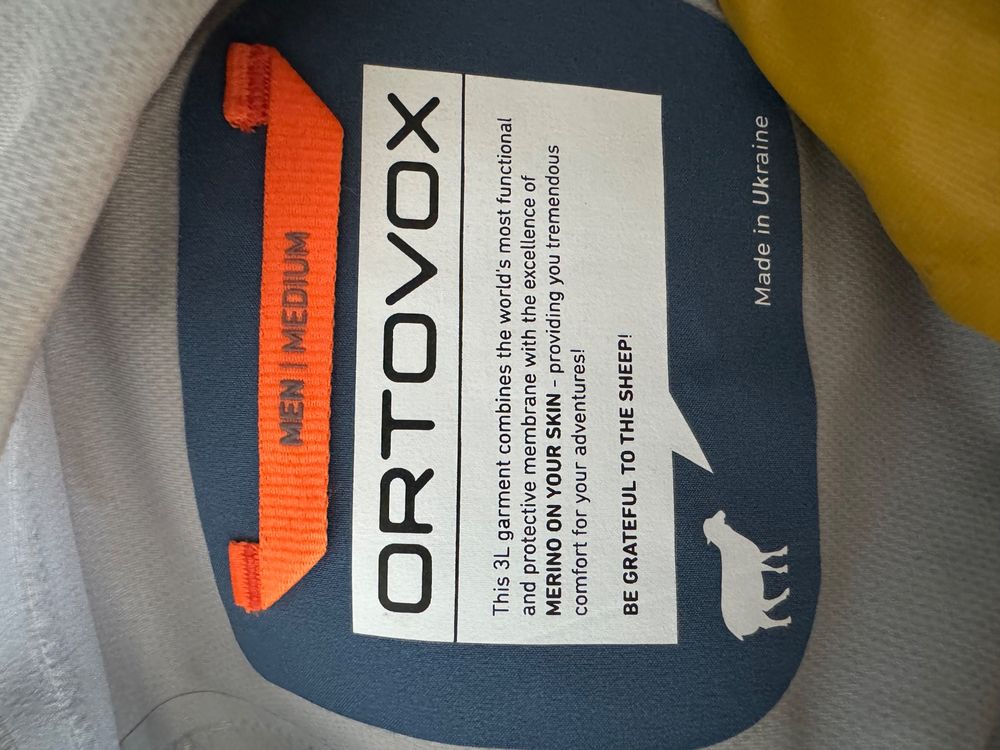 MEN | MEDIUM
ORTOVOX
This 3L garment combines the world's most functional
and protective membrane with the excellence of
MERINO ON YOUR SKIN - providing you tremendous
comfort for your adventures!
BE GRATEFUL TO THE SHEEP!
Made in Ukraine